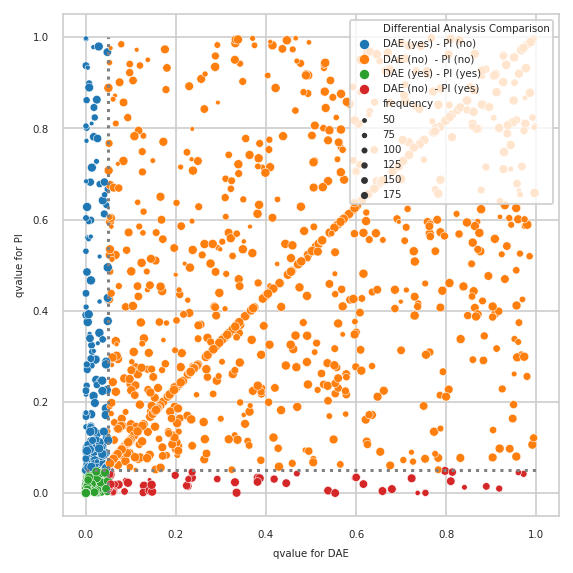 Differential Analysis Comparison
DAE (yes) - PI (no)
DAE (no) - PI (no)
DAE (yes) - PI (yes)
DAE (no) - PI (yes)
frequency
50
75
100
125
150
175
1.0
0.8
0.6
0.4
0.2
0.0
qvalue for PI
0.0 0.2 0.4 0.6 0.8 1.0
qvalue for DAE